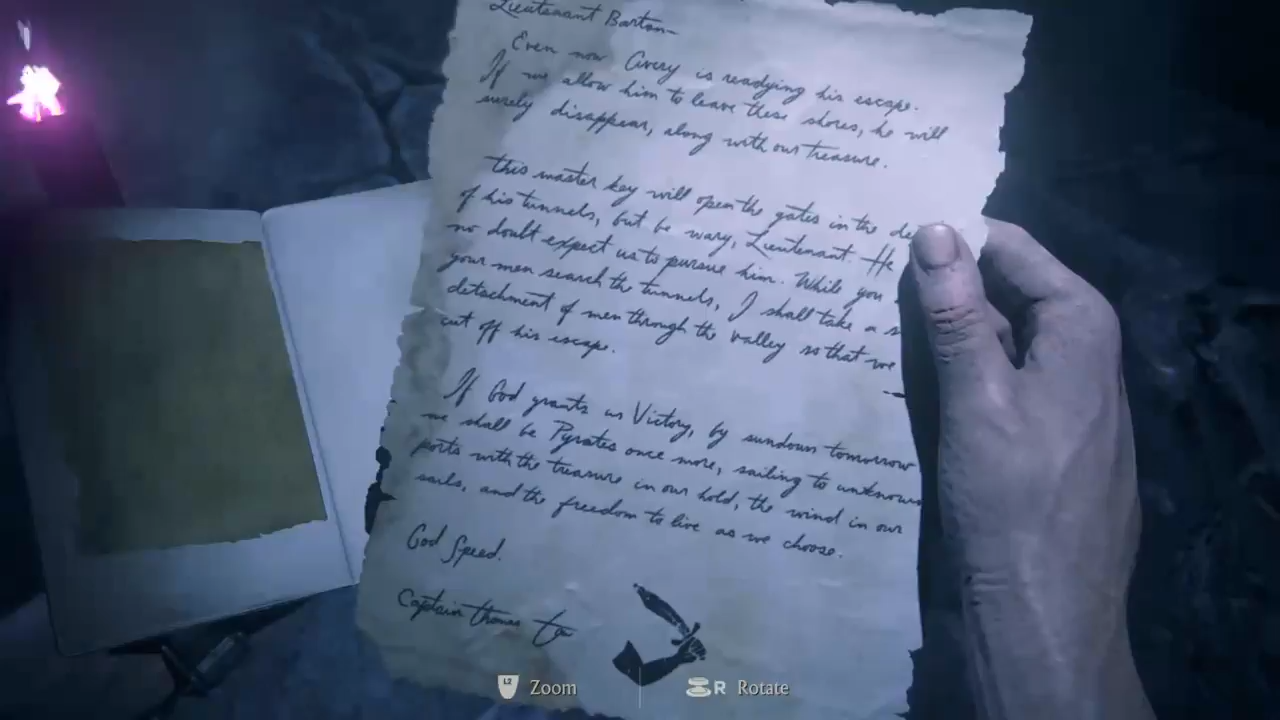 Lieutenant Barton-
Even now Avery is readying his escape.
If we allow him to leave these shores, he will
surely disappear, along with our treasure.
This master key will open the gates in the de
of his tunnels, but be wary, Lieutenant. He
no doubt expect us to pursue him. While you
your men search the tunnels, I shall take a s
detachment of men through the valley so that we
cut off his escape.
If God grants us Victory, by sundown tomorrow
we shall be Pyrates once more, sailing to unknown
ports with the treasure in our hold, the wind in our
sails, and the freedom to live as we choose.
God Speed.
Captain Thomas Tew
L2 Zoom
R Rotate